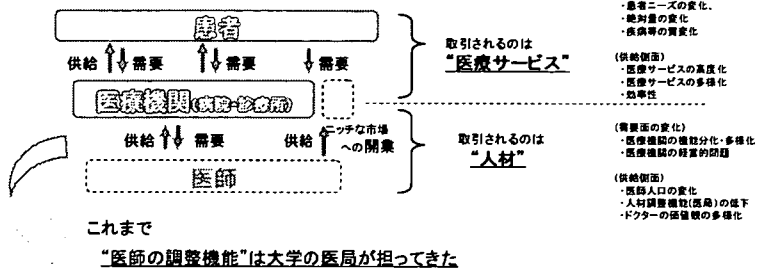 ・患者ニーズの変化、
・絶対量の変化
・疾病等の質変化
患者
供給
需要
需要
需要
取引されるのは
“医療サービス”
(供給側面)
・医療サービスの高度化
・医療サービスの多様化
・効率性
医療機関(病院・診療所)
供給
需要
供給
ニッチな市場
への開業
取引されるのは
“人材”
(需要面の変化)
・医療機関の機能分化・多様化
・医療機関の経営的問題
医師
(供給側面)
・医師人口の変化
・人材調整機能(医局)の低下
・ドクターの価値観の多様化
これまで
“医師の調整機能”は大学の医局が担ってきた